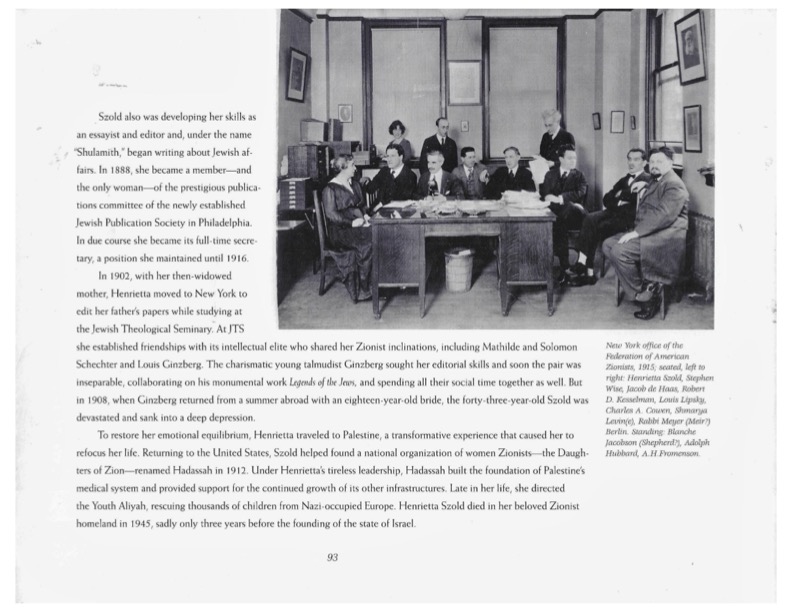 Szold also was developing her skills as
an essayist and editor and, under the name
"Shulamith," began writing about Jewish af-
fairs. In 1888, she became a member—and
the only woman—of the prestigious publica-
tions committee of the newly established
Jewish Publication Society in Philadelphia.
In due course she became its full-time secre-
tary, a position she maintained until 1916.
In 1902, with her then-widowed
mother, Henrietta moved to New York to
edit her father's papers while studying at
the Jewish Theological Seminary. At JTS
she established friendships with its intellectual elite who shared her Zionist inclinations, including Mathilde and Solomon
Schechter and Louis Ginzberg. The charismatic young talmudist Ginzberg sought her editorial skills and soon the pair was
inseparable, collaborating on his monumental work Legends of the Jews, and spending all their social time together as well. But
in 1908, when Ginzberg returned from a summer abroad with an eighteen-year-old bride, the forty-three-year-old Szold was
devastated and sank into a deep depression.
To restore her emotional equilibrium, Henrietta traveled to Palestine, a transformative experience that caused her to
refocus her life. Returning to the United States, Szold helped found a national organization of women Zionists—the Daugh-
ters of Zion—renamed Hadassah in 1912. Under Henrietta's tireless leadership, Hadassah built the foundation of Palestine's
medical system and provided support for the continued growth of its other infrastructures. Late in her life, she directed
the Youth Aliyah, rescuing thousands of children from Nazi-occupied Europe. Henrietta Szold died in her beloved Zionist
homeland in 1945, sadly only three years before the founding of the state of Israel.
New York office of the
Federation of American
Zionists, 1915; seated, left to
right: Henrietta Szold, Stephen
Wise, Jacob de Haas, Robert
D. Kesselman, Louis Lipsky,
Charles A. Cowen, Shmarya
Levin(e), Rabbi Meyer (Meir?)
Berlin. Standing: Blanche
Jacobson (Shepherd?), Adolph
Hubbard, A.H Fromenson.
93